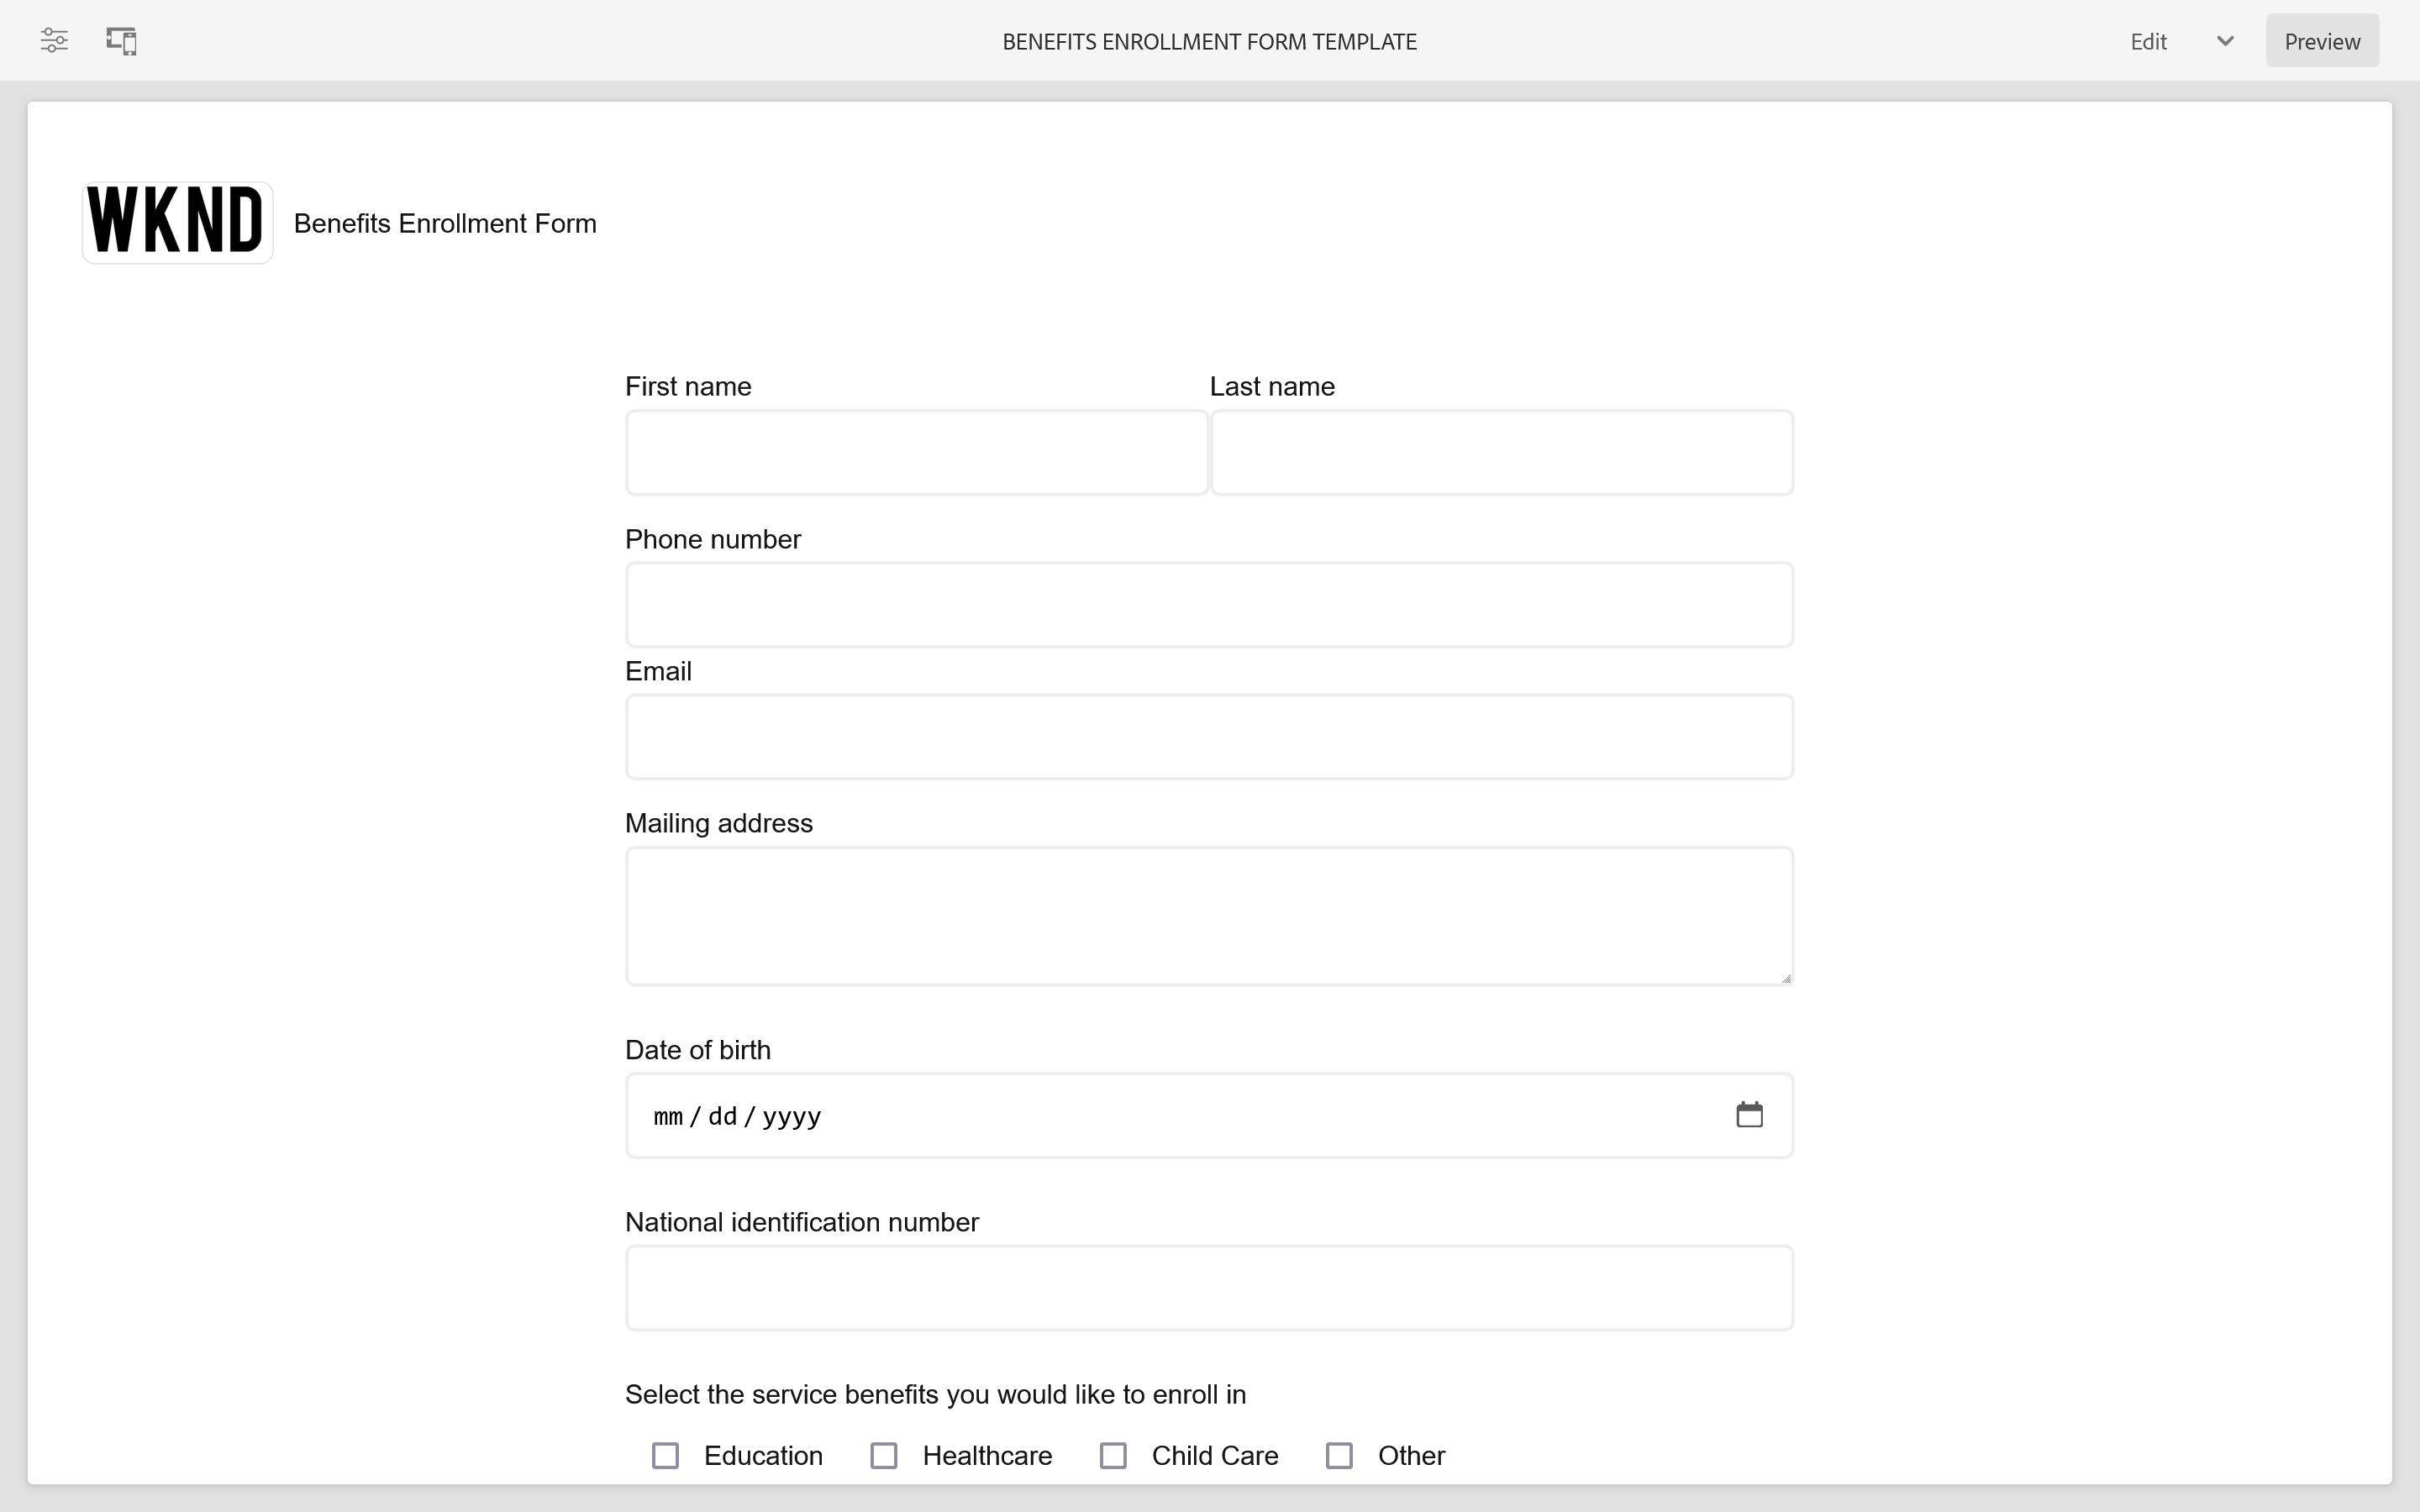 BENEFITS ENROLLMENT FORM TEMPLATE
Edit
Preview
WKND
Benefits Enrollment Form
First name
Last name
Phone number
Email
Mailing address
Date of birth
mm / dd / yyyy
National identification number
Select the service benefits you would like to enroll in
Education
Healthcare
Child Care
Other